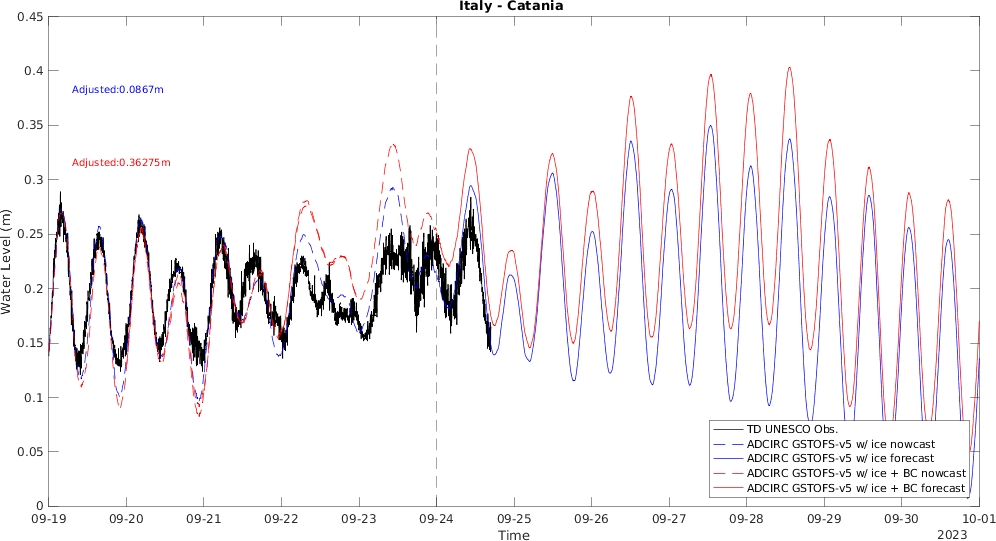 Italy - Catania
0.45
0.4
0.35
0.3
0.25
0.2
0.15
0.1
0.05
0
Water Level (m)
Adjusted:0.0867m
Adjusted:0.36275m
TD UNESCO Obs.
ADCIRC GSTOFS-v5 w/ ice nowcast
ADCIRC GSTOFS-v5 w/ ice forecast
ADCIRC GSTOFS-v5 w/ ice + BC nowcast
ADCIRC GSTOFS-v5 w/ ice + BC forecast
09-19 09-20 09-21 09-22 09-23 09-24 09-25 09-26 09-27 09-28 09-29 09-30 10-01
Time
2023